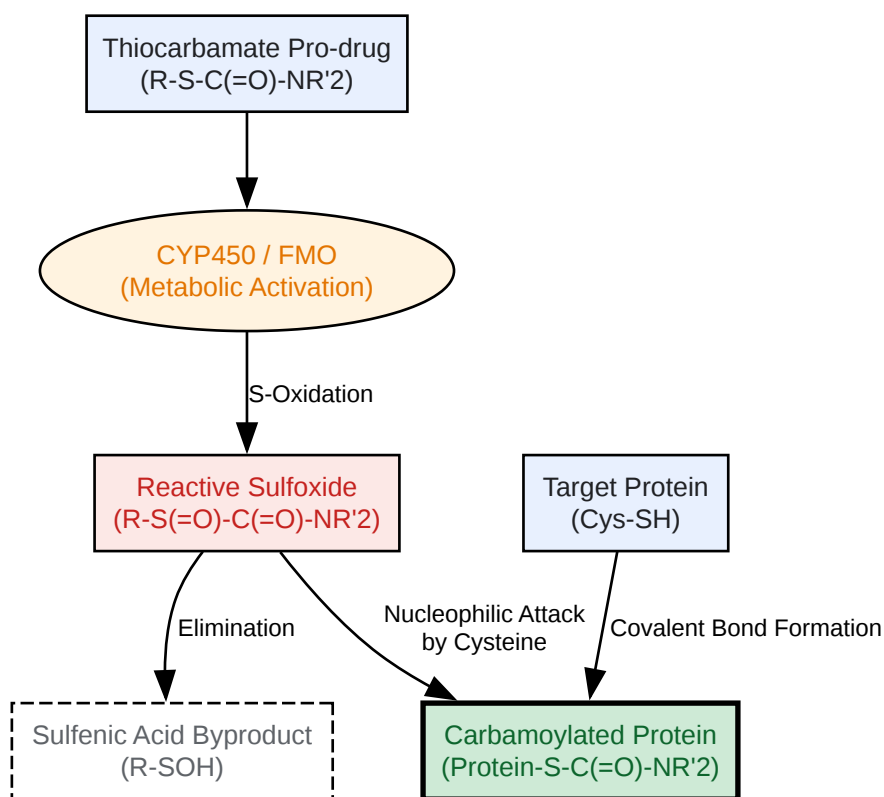 Thiocarbamate Pro-drug
(R-S-C(=O)-NR'2)
CYP450 / FMO
(Metabolic Activation)
S-Oxidation
Reactive Sulfoxide
(R-S(=O)-C(=O)-NR'2)
Target Protein
(Cys-SH)
Elimination
Nucleophilic Attack
by Cysteine
Covalent Bond Formation
Sulfenic Acid Byproduct
(R-SOH)
Carbamoylated Protein
(Protein-S-C(=O)-NR'2)